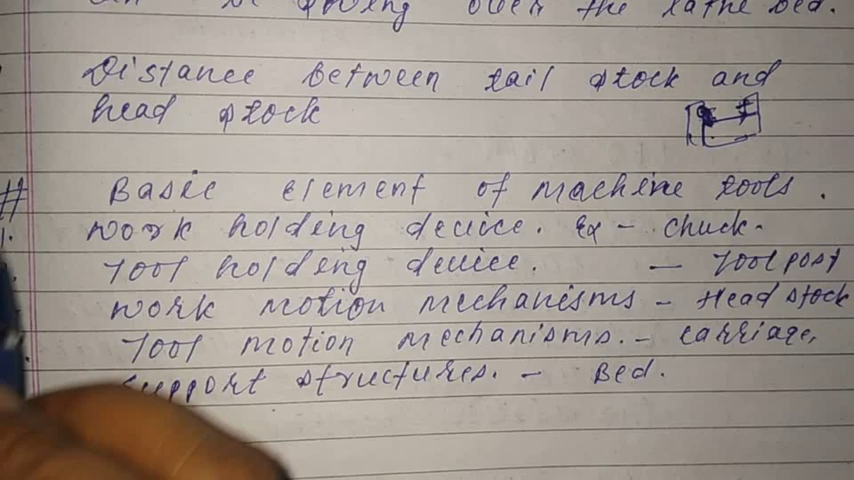 be swing over the lathe bed.
Distance between tail stock and
head stock
# Basic element of machine tools.
1. Work holding device. Ex - chuck.
Tool holding device. - Tool post
Work motion mechanisms - Head stock
Tool motion mechanisms. - carriage,
Support structures. - Bed.